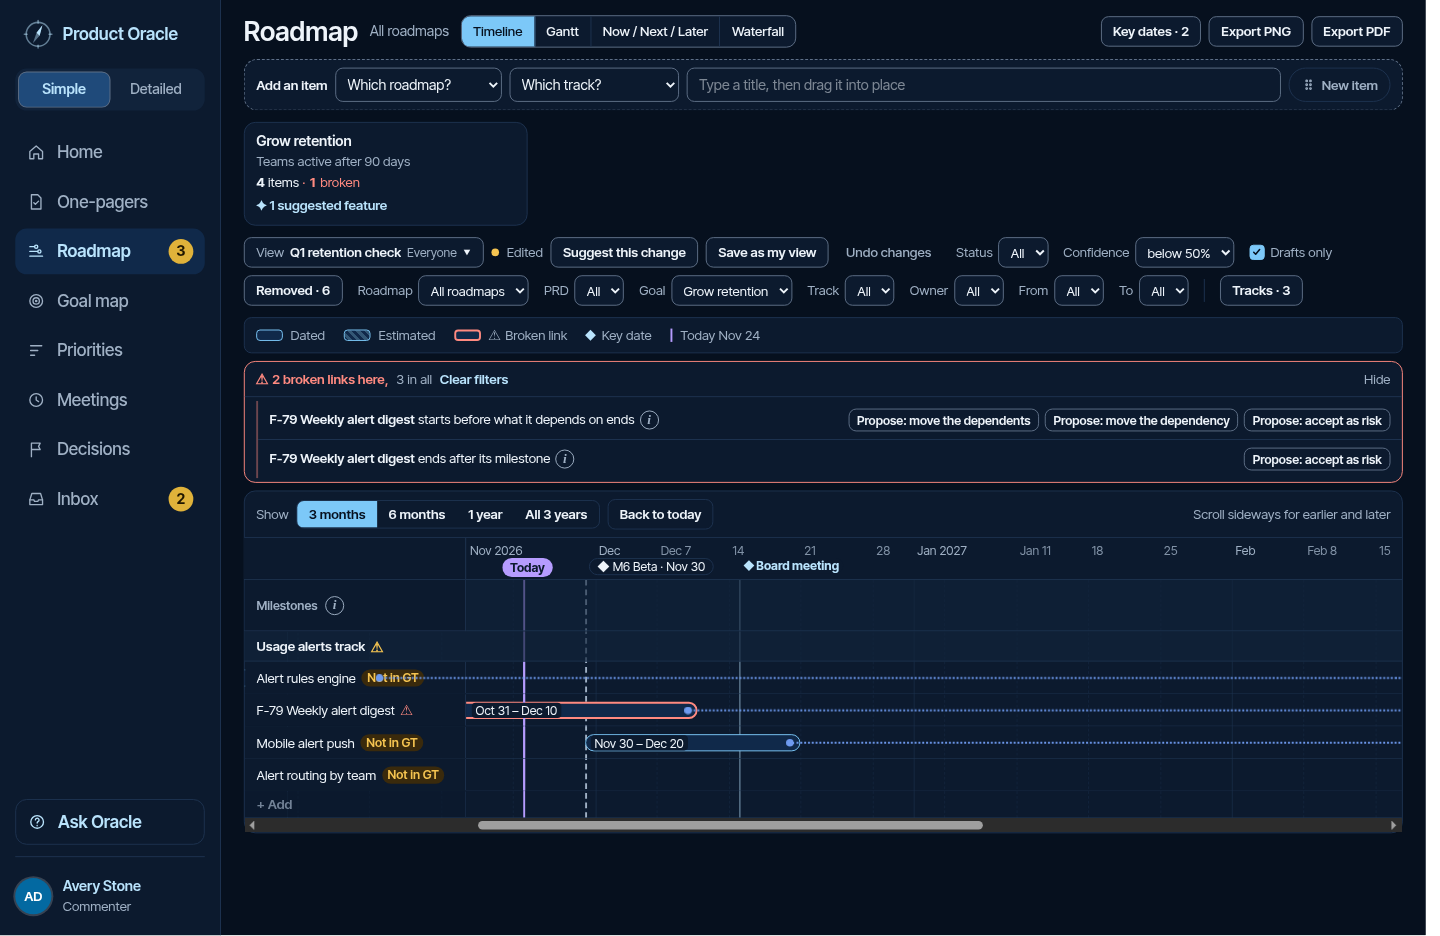 Product Oracle
Simple Detailed
Home
One-pagers
Roadmap 3
Goal map
Priorities
Meetings
Decisions
Inbox 2
Ask Oracle
AD Avery Stone
Commenter
Roadmap All roadmaps Timeline Gantt Now / Next / Later Waterfall Key dates · 2 Export PNG Export PDF
Add an item Which roadmap? Which track? Type a title, then drag it into place New item
Grow retention
Teams active after 90 days
4 items · 1 broken
1 suggested feature
View Q1 retention check Everyone Edited Suggest this change Save as my view Undo changes Status All Confidence below 50% Drafts only
Removed · 6 Roadmap All roadmaps PRD All Goal Grow retention Track All Owner All From All To All Tracks · 3
Dated Estimated ⚠ Broken link Key date Today Nov 24
⚠ 2 broken links here, 3 in all Clear filters Hide
F-79 Weekly alert digest starts before what it depends on ends i Propose: move the dependents Propose: move the dependency Propose: accept as risk
F-79 Weekly alert digest ends after its milestone i Propose: accept as risk
Show 3 months 6 months 1 year All 3 years Back to today Scroll sideways for earlier and later
Nov 2026 Dec Dec 7 14 21 28 Jan 2027 Jan 11 18 25 Feb Feb 8 15
Today ◆ M6 Beta · Nov 30 ◆ Board meeting
Milestones i
Usage alerts track ⚠
Alert rules engine Not in GT
F-79 Weekly alert digest ⚠ Oct 31 – Dec 10
Mobile alert push Not in GT Nov 30 – Dec 20
Alert routing by team Not in GT
+ Add